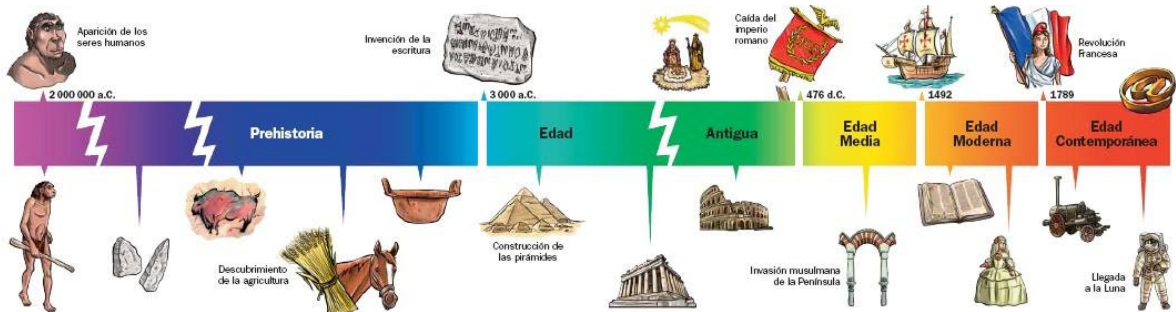 Aparición de los
seres humanos
Invención de la
escritura
Caída del
imperio
romano
Revolución
Francesa
2 000 000 a.C.
3 000 a.C.
476 d.C.
1492
1789
Prehistoria
Edad
Antigua
Edad
Media
Edad
Moderna
Edad
Contemporánea
Descubrimiento
de la agricultura
Construcción de
las pirámides
Invasión musulmana
de la Península
Llegada
a la Luna